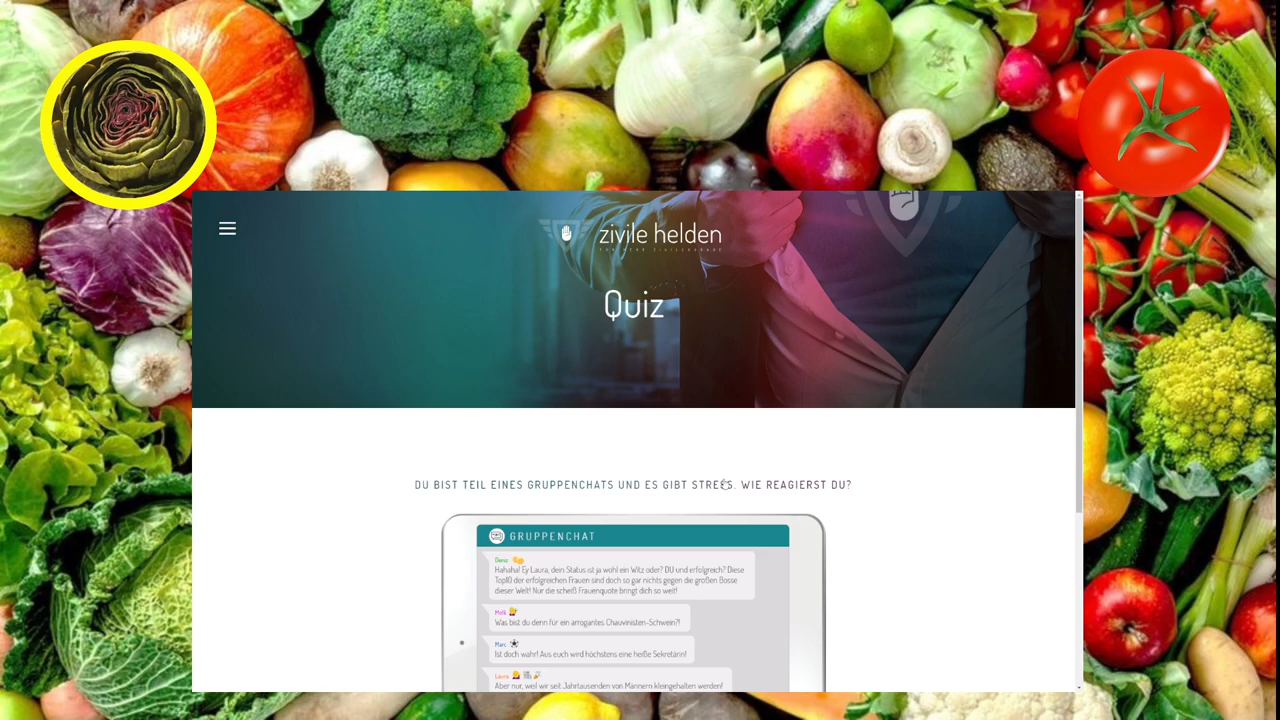 zivile helden
Quiz
DU BIST TEIL EINES GRUPPENCHATS UND ES GIBT STRESS. WIE REAGIERST DU?
GRUPPENCHAT
Deniz
Hahaha! Ey Laura, dein Status ist ja wohl ein Witz oder? DU und erfolgreich? Diese
Top10 der erfolgreichen Frauen sind doch so gar nichts gegen die großen Bosse
dieser Welt! Nur die scheiß Frauenquote bringt dich so weit!
Melli
Was bist du denn für ein arrogantes Chauvinisten-Schwein?!
Marc
Ist doch wahr! Aus euch wird höchstens eine heiße Sekretärin!
Laura
Aber nur, weil wir seit Jahrtausenden von Männern kleingehalten werden!